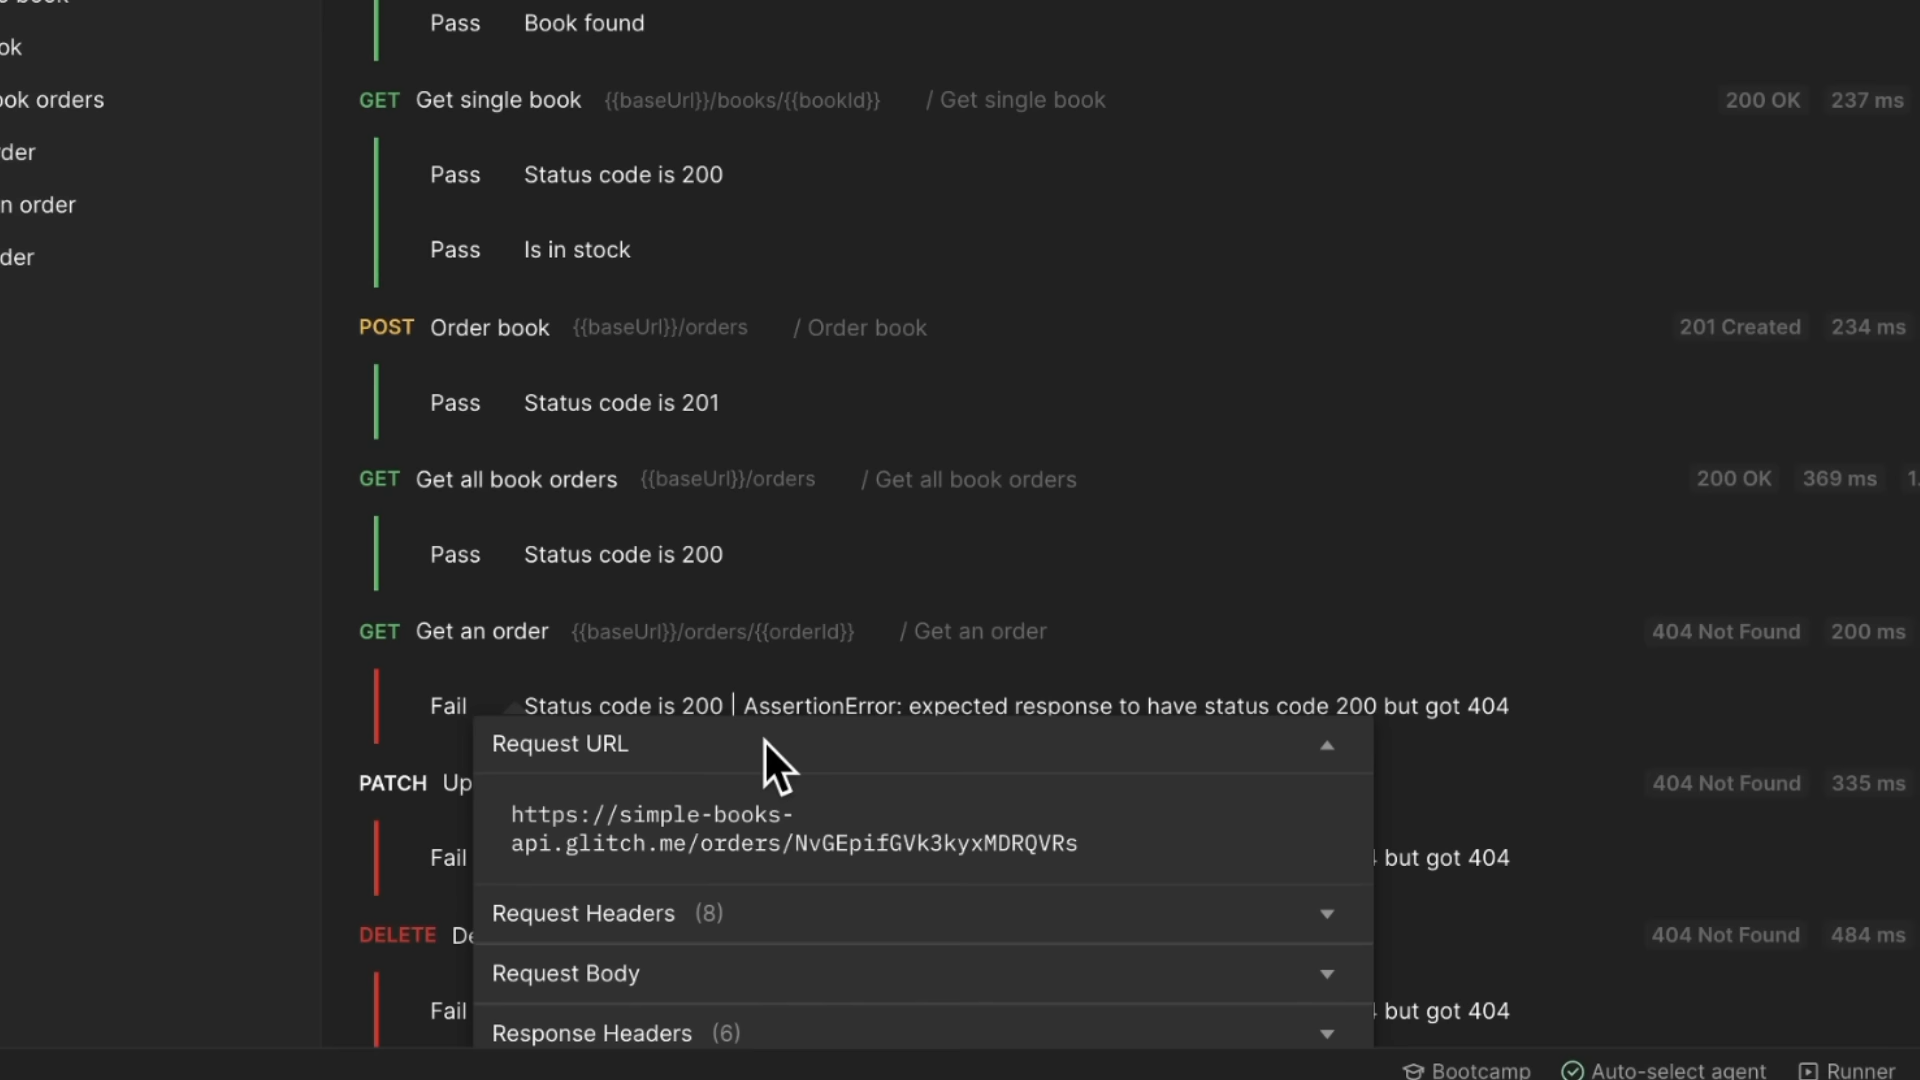 ok
ook orders
der
n order
der
Pass Book found
GET Get single book {{baseUrl}}/books/{{bookId}} / Get single book 200 OK 237 ms
Pass Status code is 200
Pass Is in stock
POST Order book {{baseUrl}}/orders / Order book 201 Created 234 ms
Pass Status code is 201
GET Get all book orders {{baseUrl}}/orders / Get all book orders 200 OK 369 ms 1.
Pass Status code is 200
GET Get an order {{baseUrl}}/orders/{{orderId}} / Get an order 404 Not Found 200 ms
Fail Status code is 200 | AssertionError: expected response to have status code 200 but got 404
Request URL
https://simple-books-
api.glitch.me/orders/NvGEpifGVk3kyxMDRQVRs
Request Headers (8)
Request Body
Response Headers (6)
PATCH Up 404 Not Found 335 ms
Fail but got 404
DELETE De 404 Not Found 484 ms
Fail but got 404
Bootcamp Auto-select agent Runner